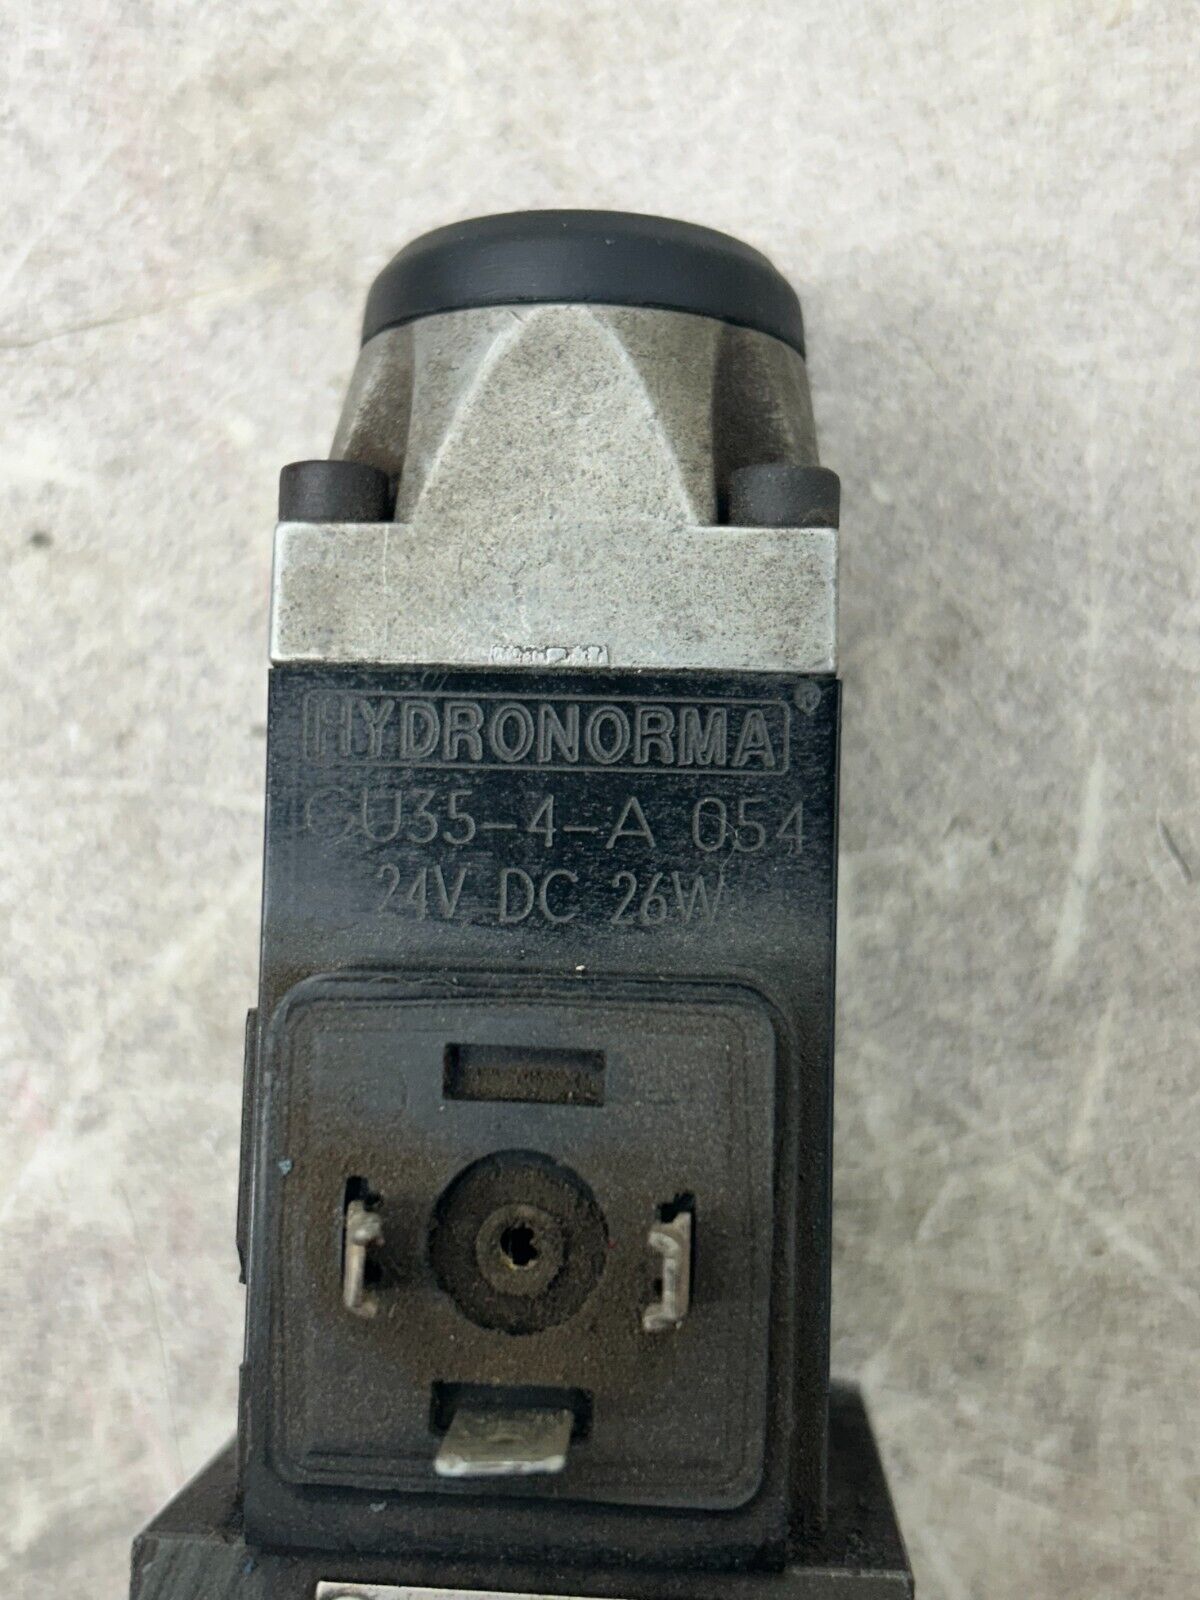 HYDRONORMA®
GU35-4-A 054
24V DC 26W